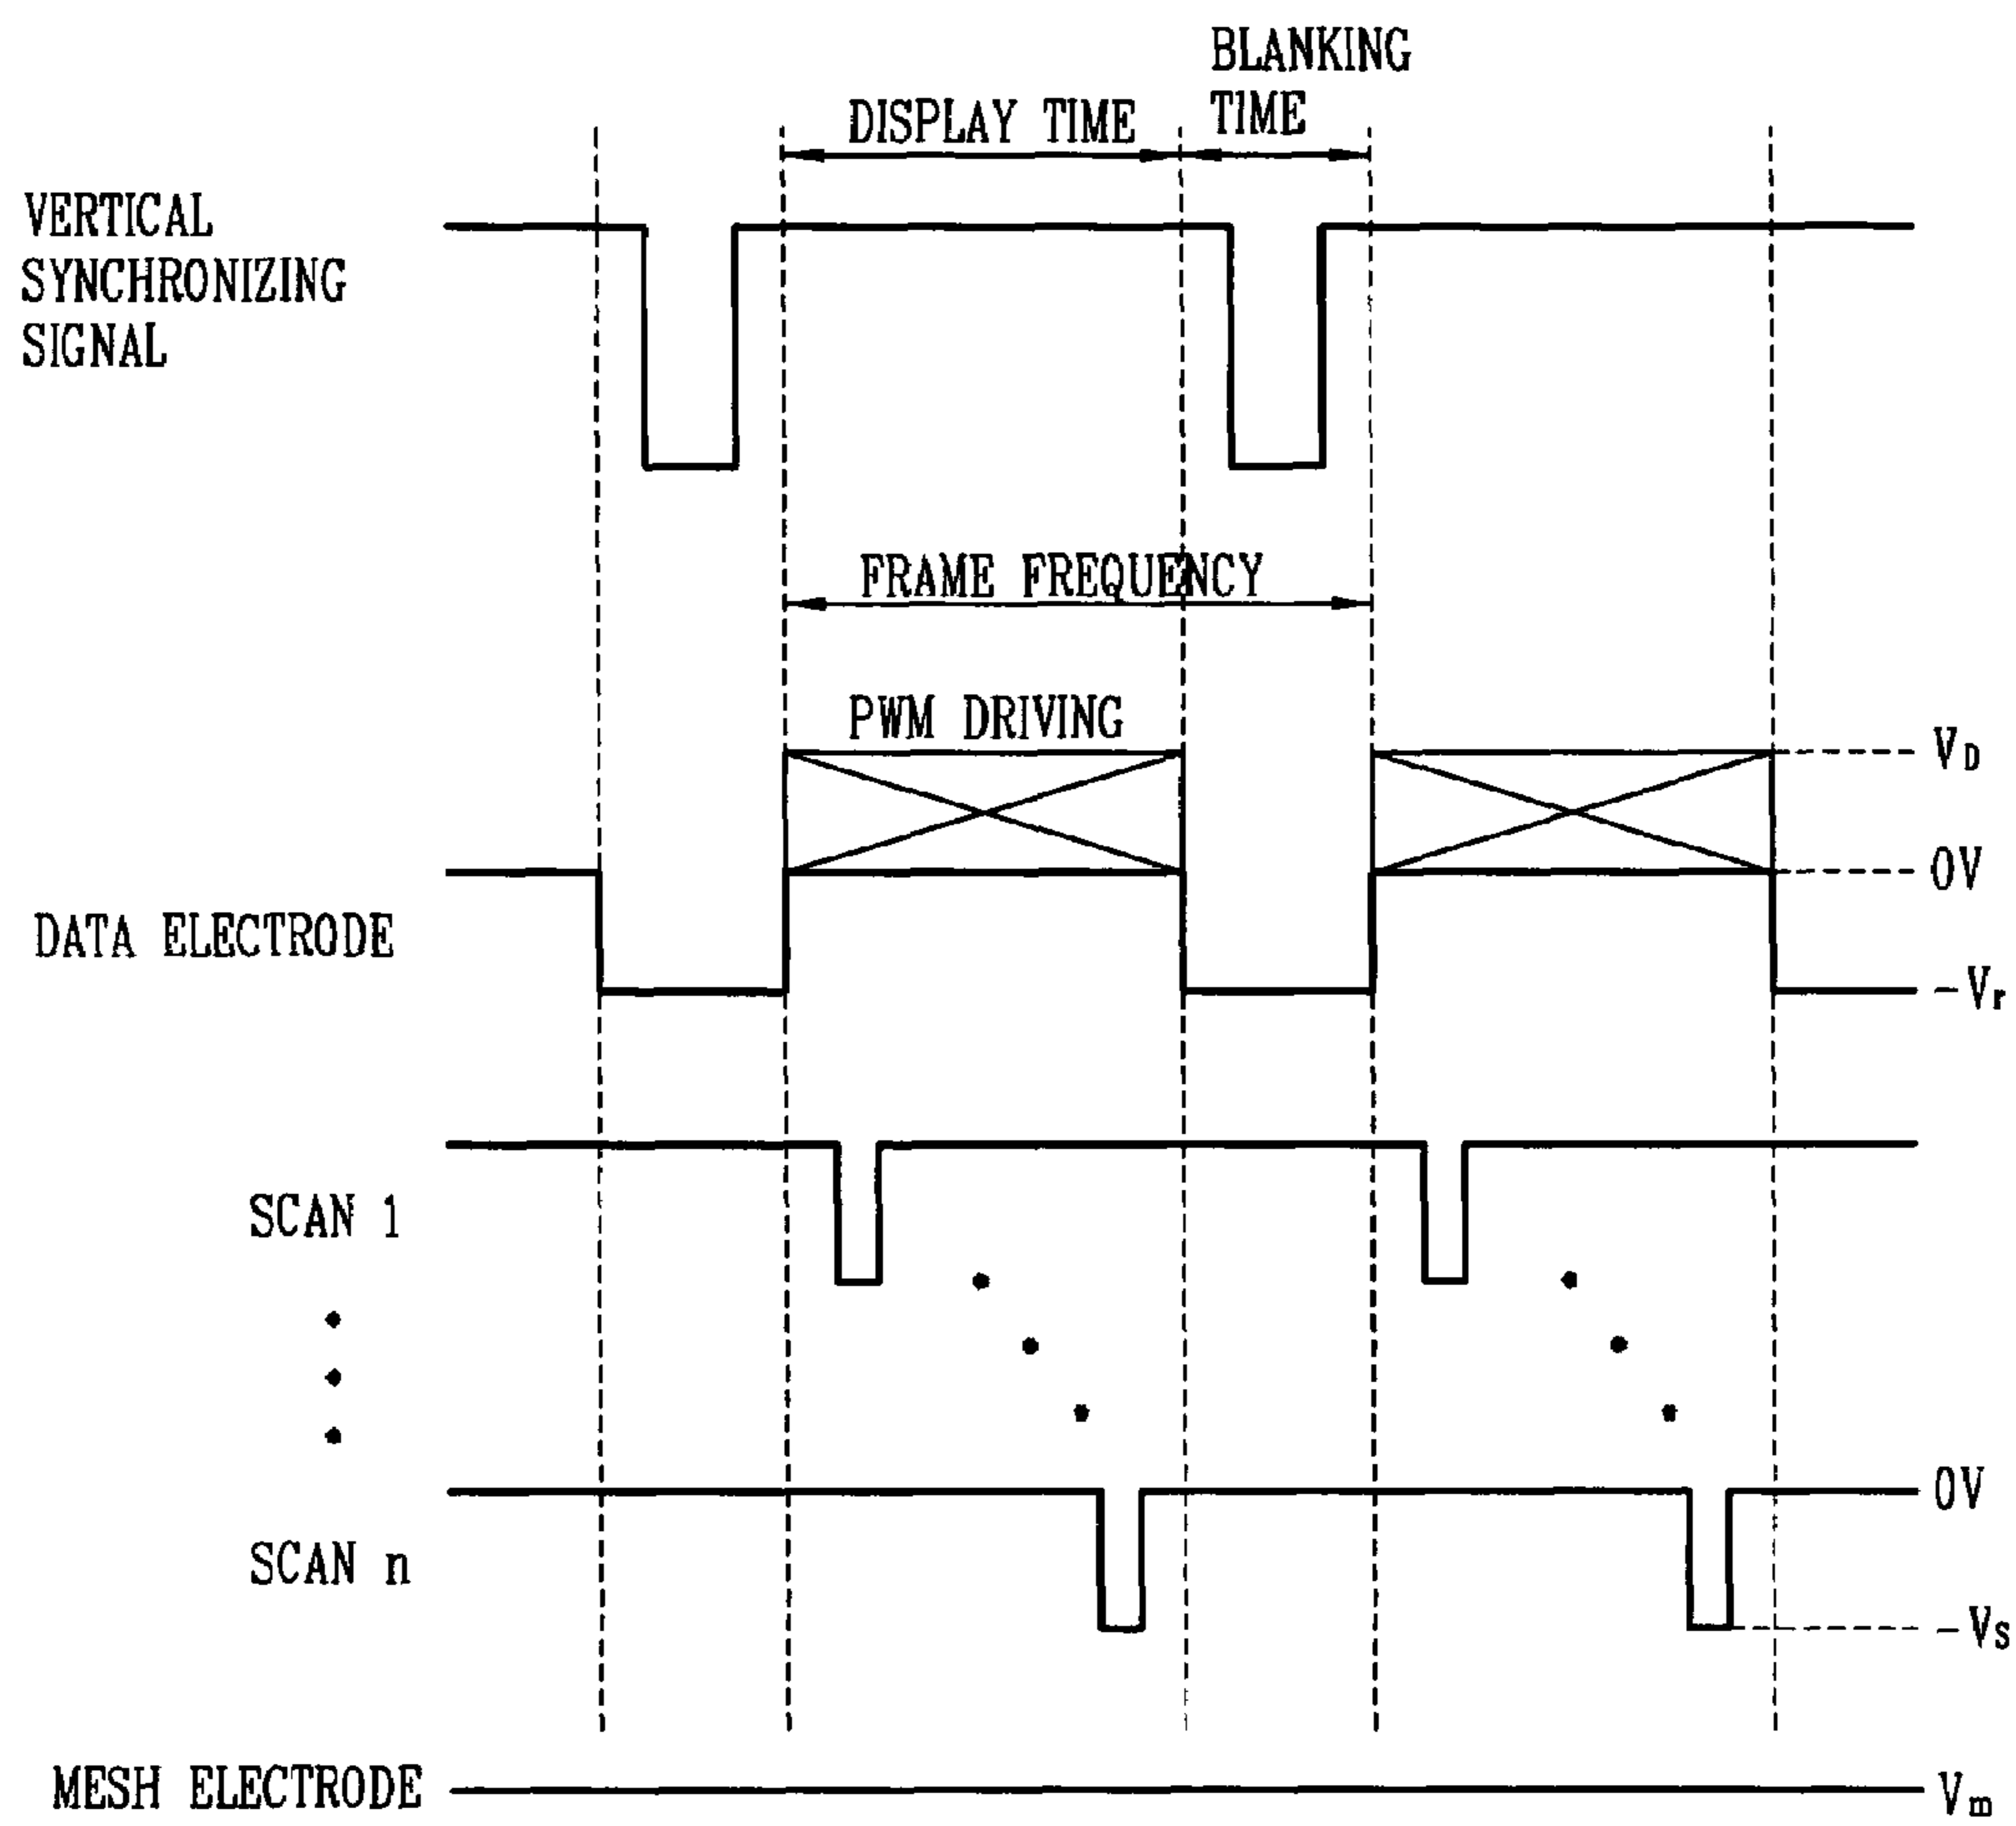 BLANKING
TIME
DISPLAY TIME
VERTICAL
SYNCHRONIZING
SIGNAL
FRAME FREQUENCY
PWM DRIVING
VD
0V
DATA ELECTRODE
-Vr
SCAN 1
0V
SCAN n
-VS
MESH ELECTRODE
Vm